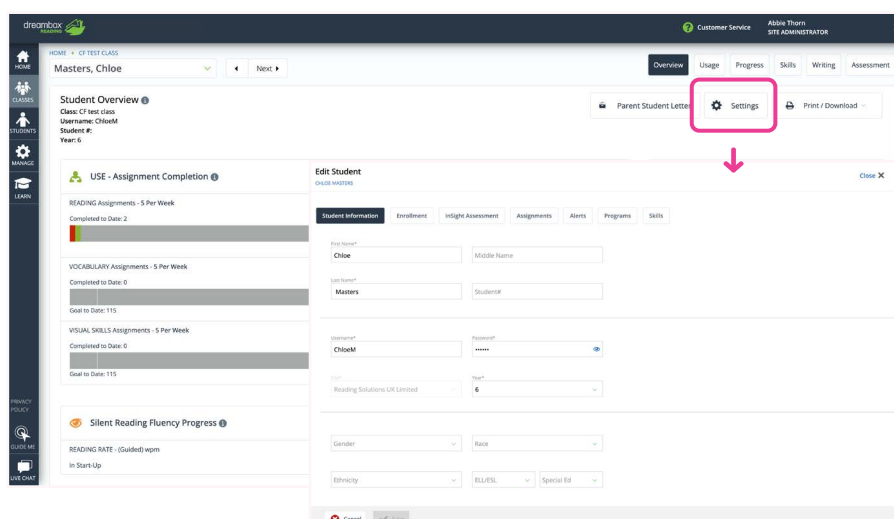 dreambox
READING
Customer Service
Abbie Thorn
SITE ADMINISTRATOR
HOME
CLASSES
STUDENTS
MANAGE
LEARN
PRIVACY
POLICY
GUIDE ME
LIVE CHAT
HOME • CF TEST CLASS
Masters, Chloe
Next
Overview
Usage
Progress
Skills
Writing
Assessment
Student Overview
Class: CF test class
Username: ChloeM
Student #:
Year: 6
Parent Student Letter
Settings
Print / Download
USE - Assignment Completion
READING Assignments - 5 Per Week
Completed to Date: 2
VOCABULARY Assignments - 5 Per Week
Completed to Date: 0
Goal to Date: 115
VISUAL SKILLS Assignments - 5 Per Week
Completed to Date: 0
Goal to Date: 115
Silent Reading Fluency Progress
READING RATE - (Guided) wpm
In Start-Up
Edit Student
CHLOE MASTERS
Close X
Student Information
Enrollment
InSight Assessment
Assignments
Alerts
Programs
Skills
First Name*
Chloe
Middle Name
Last Name*
Masters
Student#
Username*
ChloeM
Password*
••••••
Reading Solutions UK Limited
Year*
6
Gender
Race
Ethnicity
ELL/ESL
Special Ed
Cancel